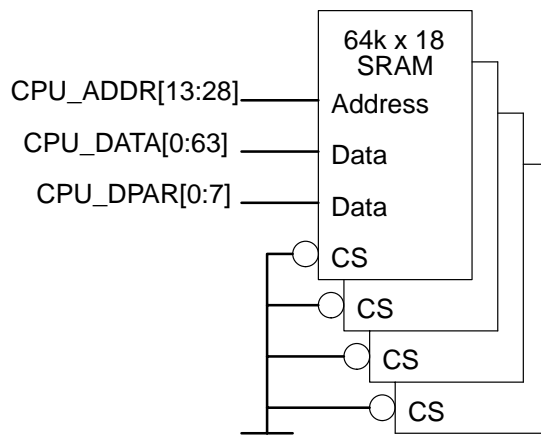 64k x 18
SRAM
CPU_ADDR[13:28]
Address
CPU_DATA[0:63]
Data
CPU_DPAR[0:7]
Data
CS
CS
CS
CS